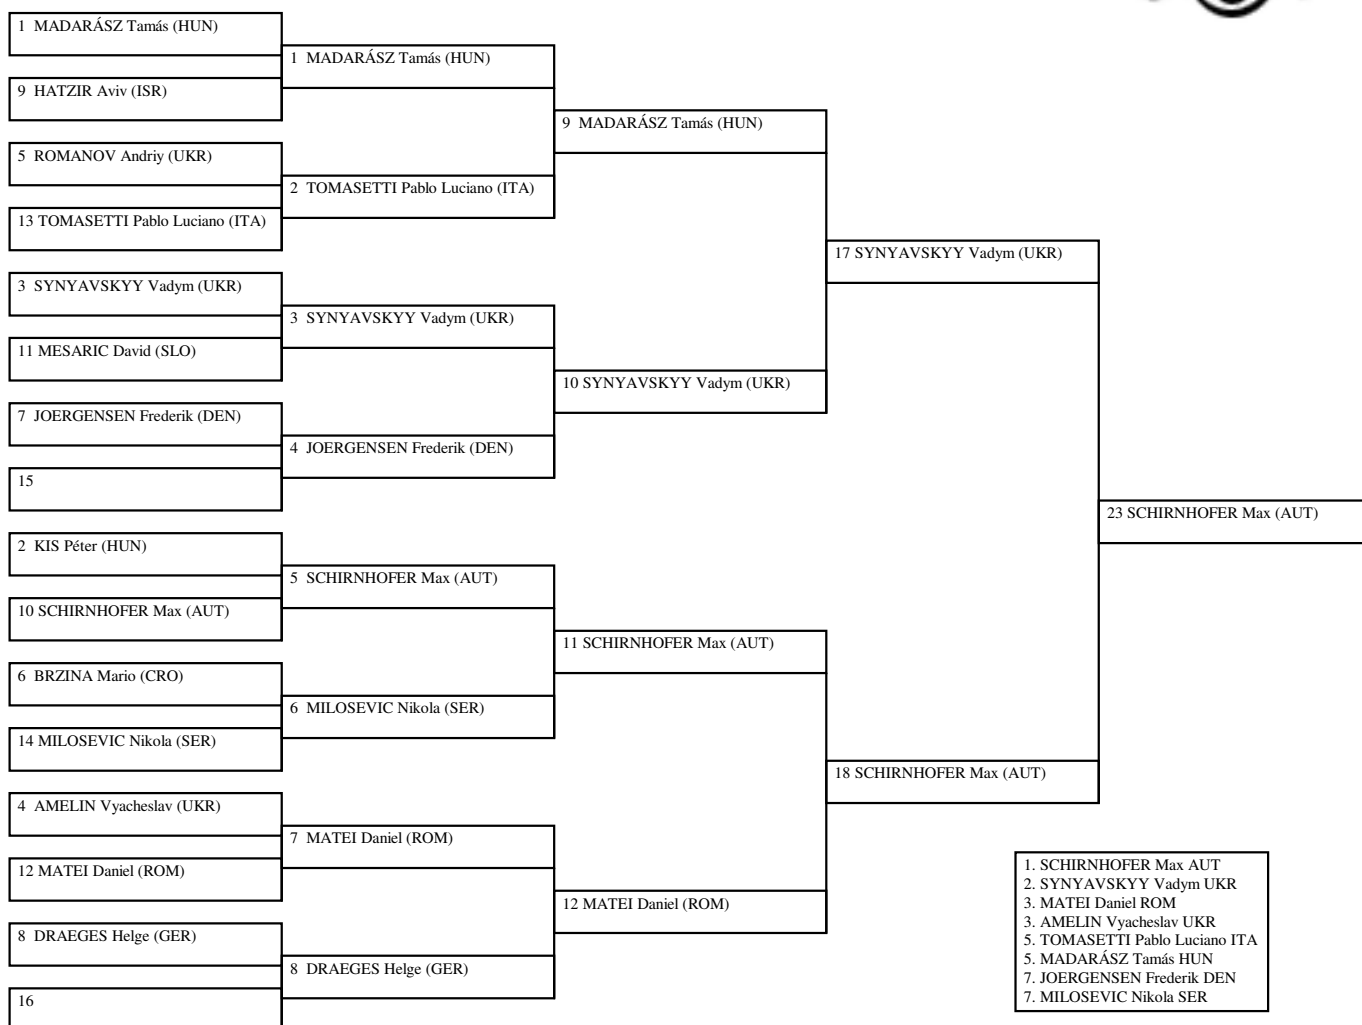 1 MADARÁSZ Tamás (HUN)
9 HATZIR Aviv (ISR)
5 ROMANOV Andriy (UKR)
13 TOMASETTI Pablo Luciano (ITA)
3 SYNYAVSKYY Vadym (UKR)
11 MESARIC David (SLO)
7 JOERGENSEN Frederik (DEN)
15
2 KIS Péter (HUN)
10 SCHIRNHOFER Max (AUT)
6 BRZINA Mario (CRO)
14 MILOSEVIC Nikola (SER)
4 AMELIN Vyacheslav (UKR)
12 MATEI Daniel (ROM)
8 DRAEGES Helge (GER)
16
1 MADARÁSZ Tamás (HUN)
2 TOMASETTI Pablo Luciano (ITA)
3 SYNYAVSKYY Vadym (UKR)
4 JOERGENSEN Frederik (DEN)
5 SCHIRNHOFER Max (AUT)
6 MILOSEVIC Nikola (SER)
7 MATEI Daniel (ROM)
8 DRAEGES Helge (GER)
9 MADARÁSZ Tamás (HUN)
10 SYNYAVSKYY Vadym (UKR)
11 SCHIRNHOFER Max (AUT)
12 MATEI Daniel (ROM)
17 SYNYAVSKYY Vadym (UKR)
18 SCHIRNHOFER Max (AUT)
23 SCHIRNHOFER Max (AUT)
1. SCHIRNHOFER Max AUT
2. SYNYAVSKYY Vadym UKR
3. MATEI Daniel ROM
3. AMELIN Vyacheslav UKR
5. TOMASETTI Pablo Luciano ITA
5. MADARÁSZ Tamás HUN
7. JOERGENSEN Frederik DEN
7. MILOSEVIC Nikola SER